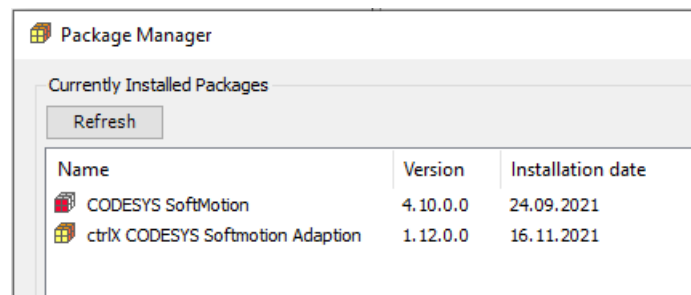 Package Manager
Currently Installed Packages
Refresh
Name Version Installation date
CODESYS SoftMotion 4.10.0.0 24.09.2021
ctrlX CODESYS Softmotion Adaption 1.12.0.0 16.11.2021